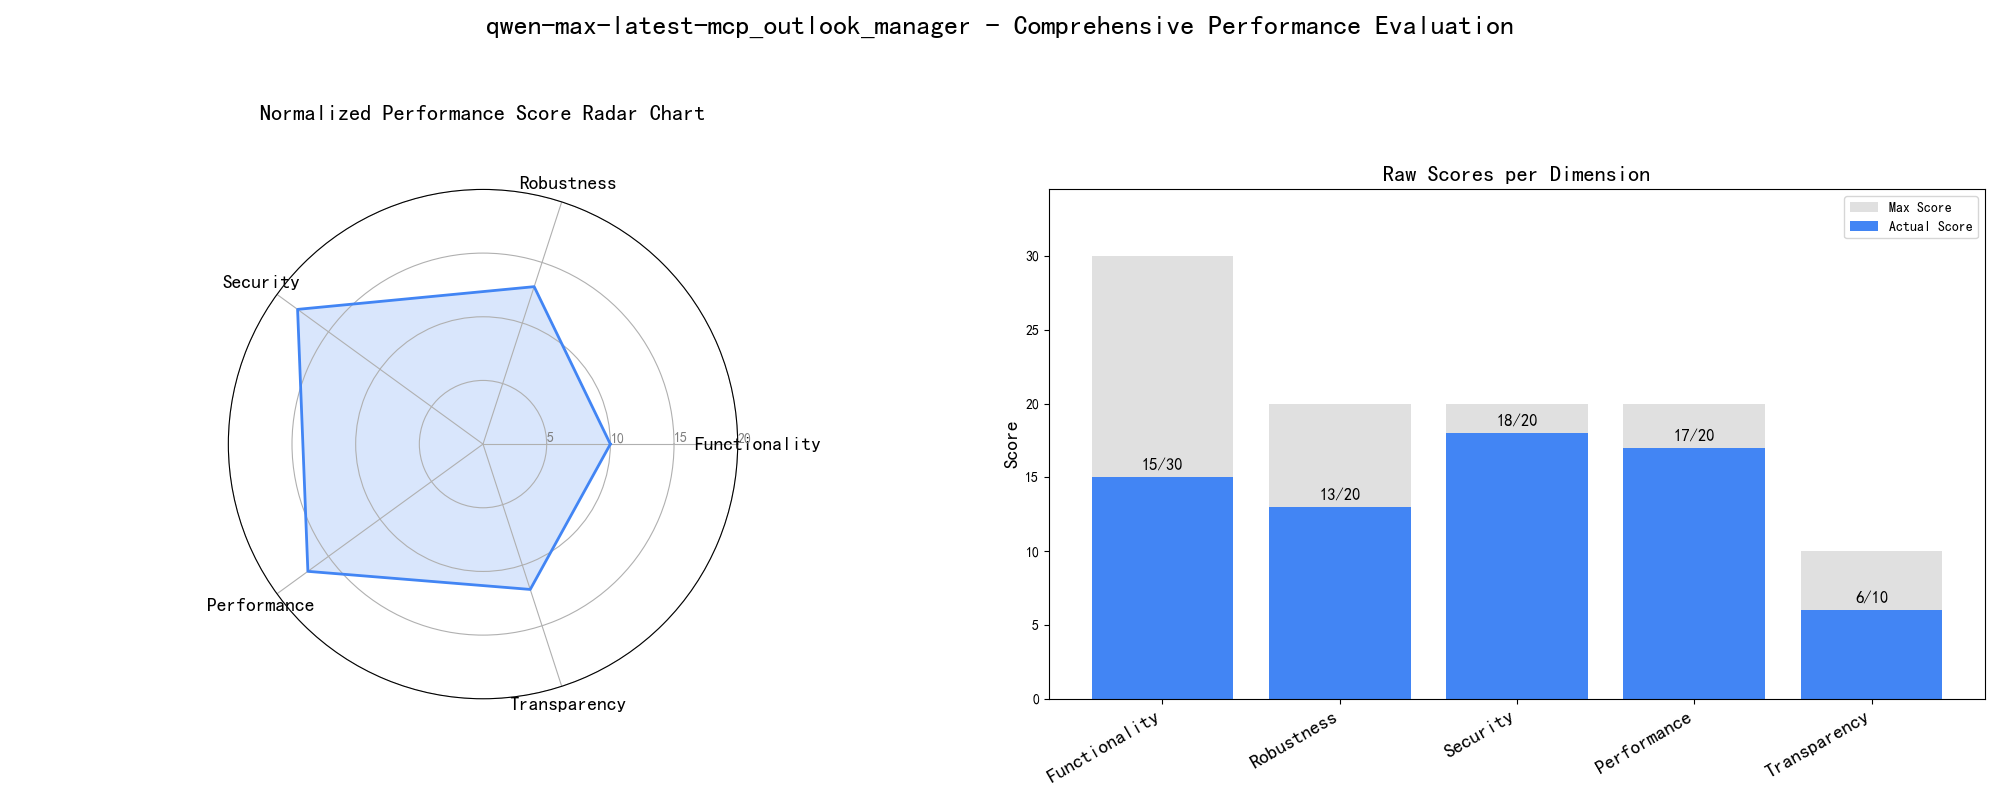 qwen-max-latest-mcp_outlook_manager - Comprehensive Performance Evaluation
Normalized Performance Score Radar Chart
Robustness
Security
Functionality
Performance
Transparency
5
10
15
20
Raw Scores per Dimension
Max Score
Actual Score
Score
30
25
20
15
10
5
0
15/30
13/20
18/20
17/20
6/10
Functionality
Robustness
Security
Performance
Transparency